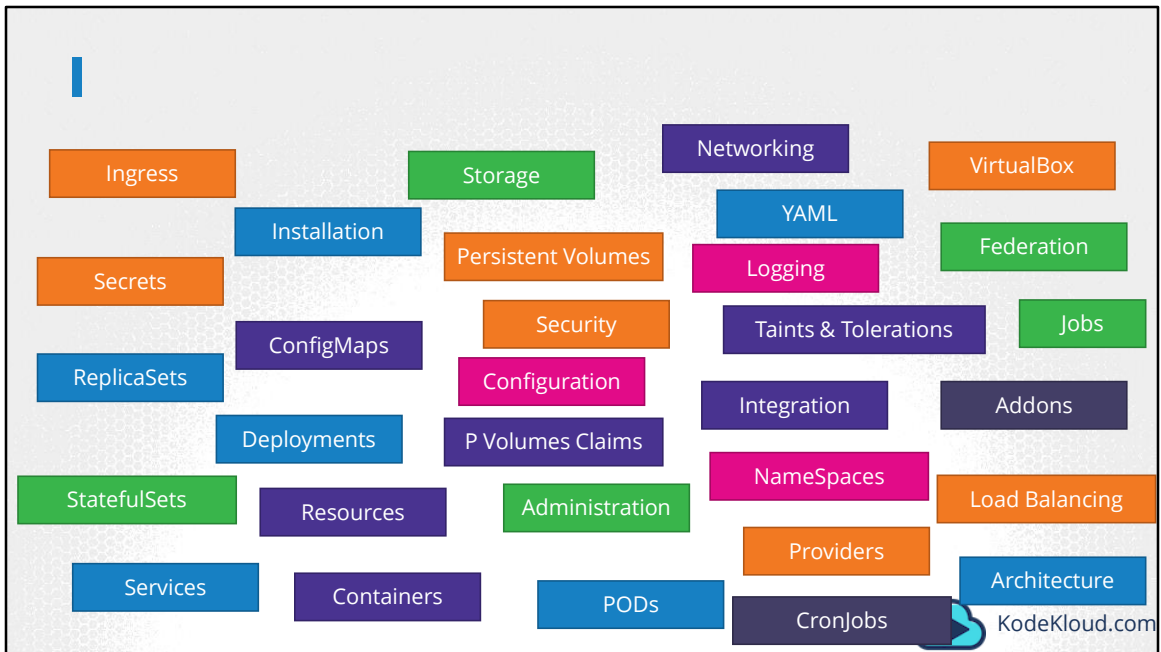 Networking
VirtualBox
Ingress
Storage
YAML
Installation
Federation
Persistent Volumes
Logging
Secrets
Security
Taints & Tolerations
Jobs
ConfigMaps
ReplicaSets
Configuration
Integration
Addons
Deployments
P Volumes Claims
NameSpaces
StatefulSets
Load Balancing
Resources
Administration
Providers
Services
Architecture
Containers
PODs
CronJobs
KodeKloud.com